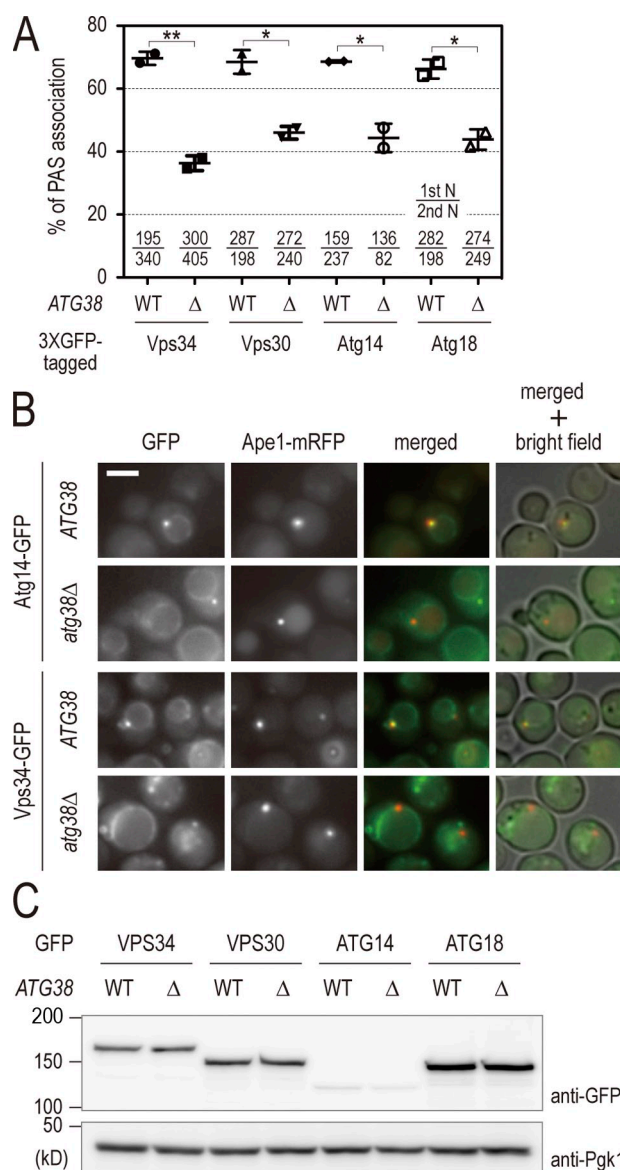 A
% of PAS association
80
60
40
20
0
** * * *
1st N
2nd N
195 300 287 272 159 136 282 274
340 405 198 240 237 82 198 249
ATG38 WT Δ WT Δ WT Δ WT Δ
3XGFP-
tagged
Vps34 Vps30 Atg14 Atg18
B
merged
+
GFP Ape1-mRFP merged bright field
Atg14-GFP
ATG38
atg38Δ
Vps34-GFP
ATG38
atg38Δ
C
GFP VPS34 VPS30 ATG14 ATG18
ATG38 WT Δ WT Δ WT Δ WT Δ
200
150
100
anti-GFP
50
(kD)
anti-Pgk1